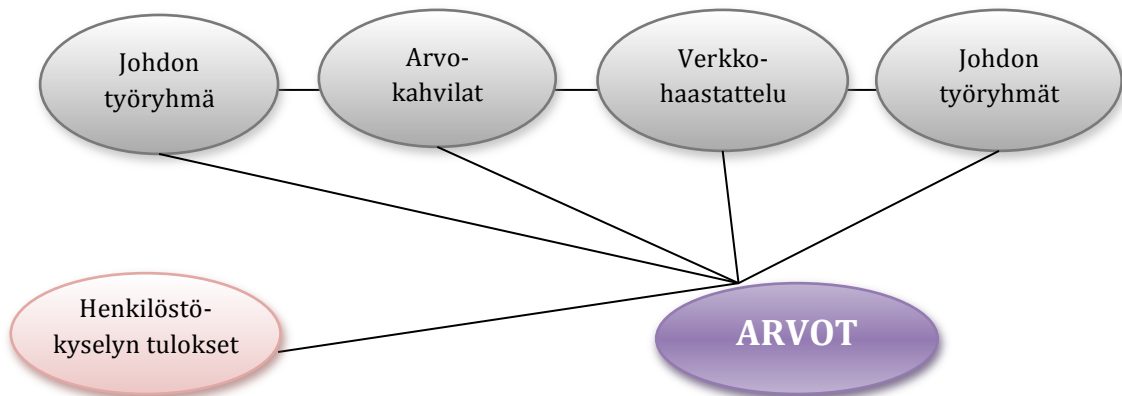 Johdon
työryhmä
Arvo-
kahvilat
Verkko-
haastattelu
Johdon
työryhmät
Henkilöstö-
kyselyn tulokset
ARVOT